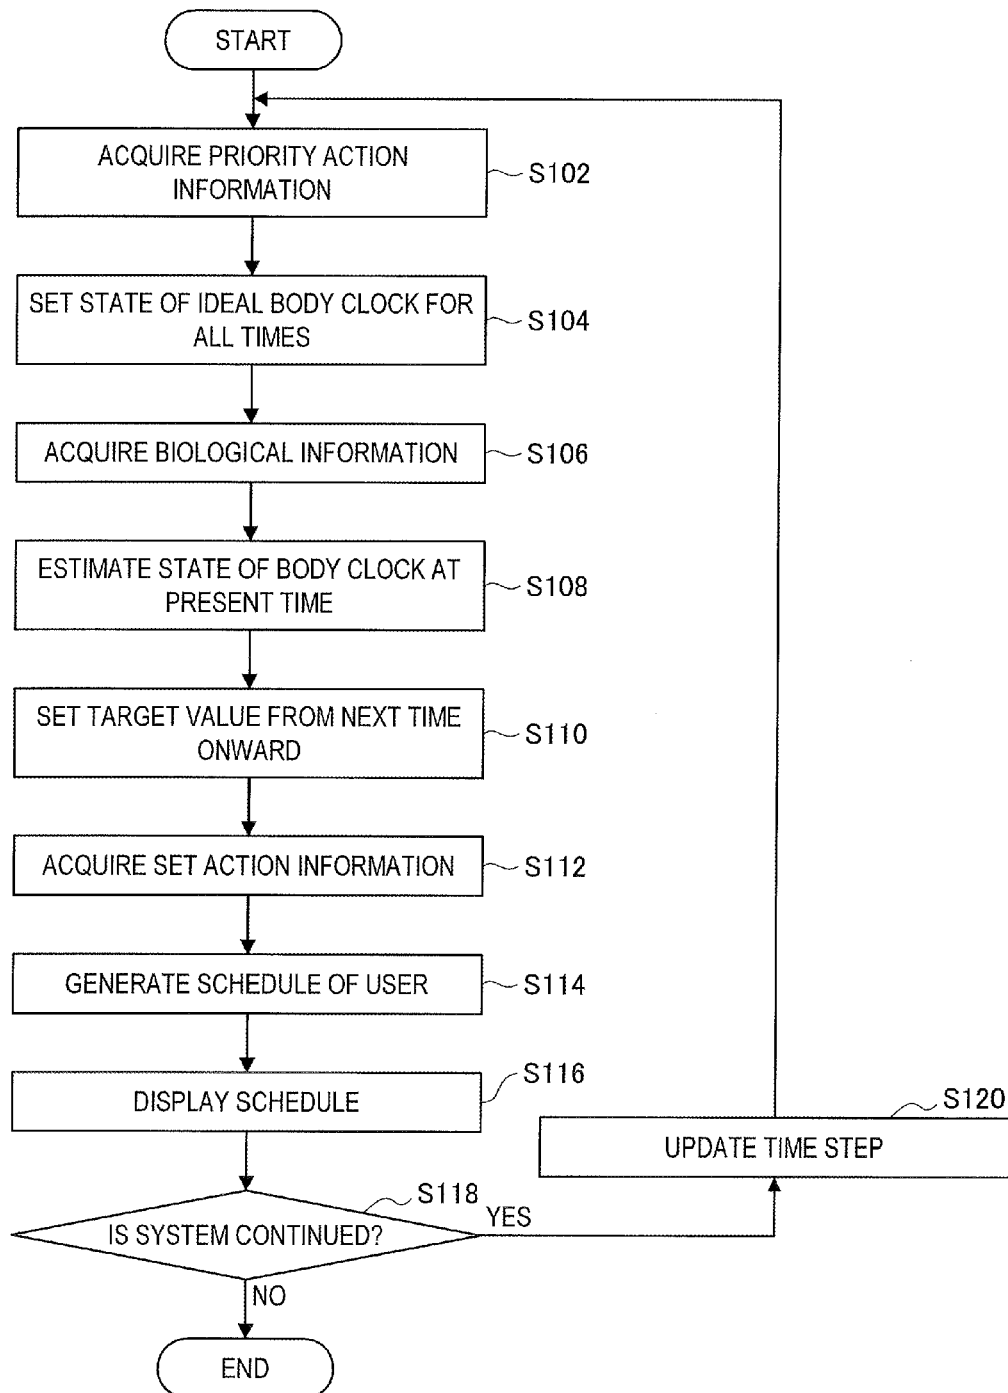 START
ACQUIRE PRIORITY ACTION
INFORMATION
S102
SET STATE OF IDEAL BODY CLOCK FOR
ALL TIMES
S104
ACQUIRE BIOLOGICAL INFORMATION
S106
ESTIMATE STATE OF BODY CLOCK AT
PRESENT TIME
S108
SET TARGET VALUE FROM NEXT TIME
ONWARD
S110
ACQUIRE SET ACTION INFORMATION
S112
GENERATE SCHEDULE OF USER
S114
DISPLAY SCHEDULE
S116
S120
UPDATE TIME STEP
S118
IS SYSTEM CONTINUED?
YES
NO
END